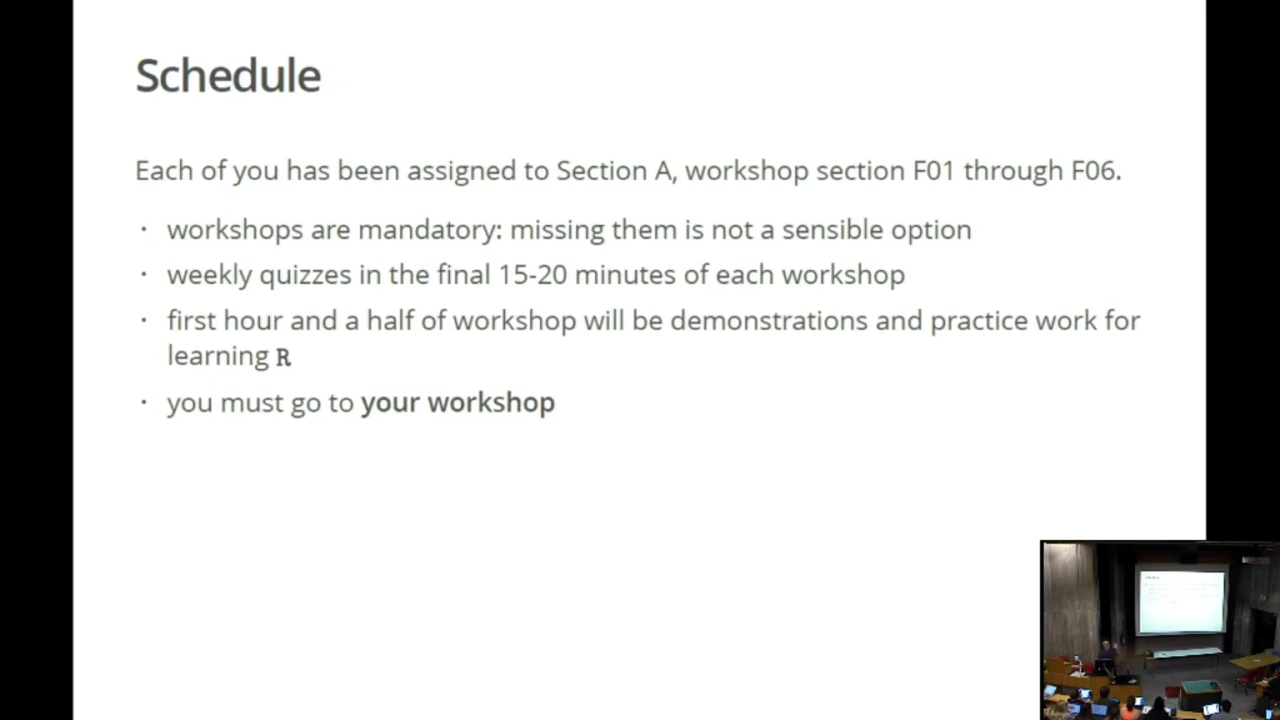 Schedule
Each of you has been assigned to Section A, workshop section F01 through F06.
· workshops are mandatory: missing them is not a sensible option
· weekly quizzes in the final 15-20 minutes of each workshop
· first hour and a half of workshop will be demonstrations and practice work for
learning R
· you must go to your workshop